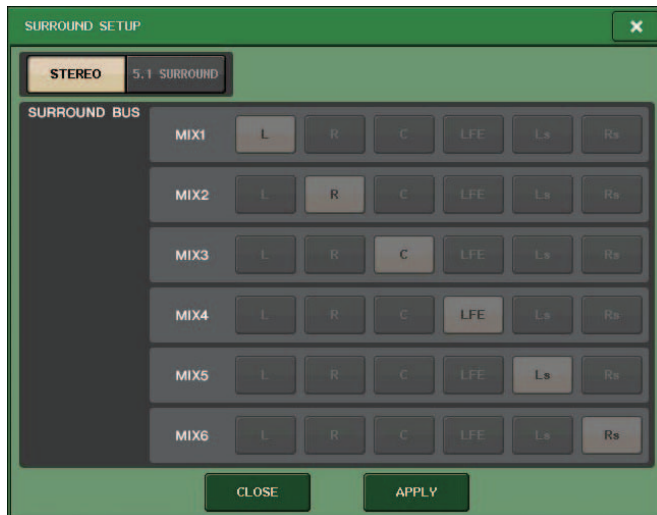 SURROUND SETUP ×
STEREO 5.1 SURROUND
SURROUND BUS
MIX1 L R C LFE Ls Rs
MIX2 L R C LFE Ls Rs
MIX3 L R C LFE Ls Rs
MIX4 L R C LFE Ls Rs
MIX5 L R C LFE Ls Rs
MIX6 L R C LFE Ls Rs
CLOSE APPLY